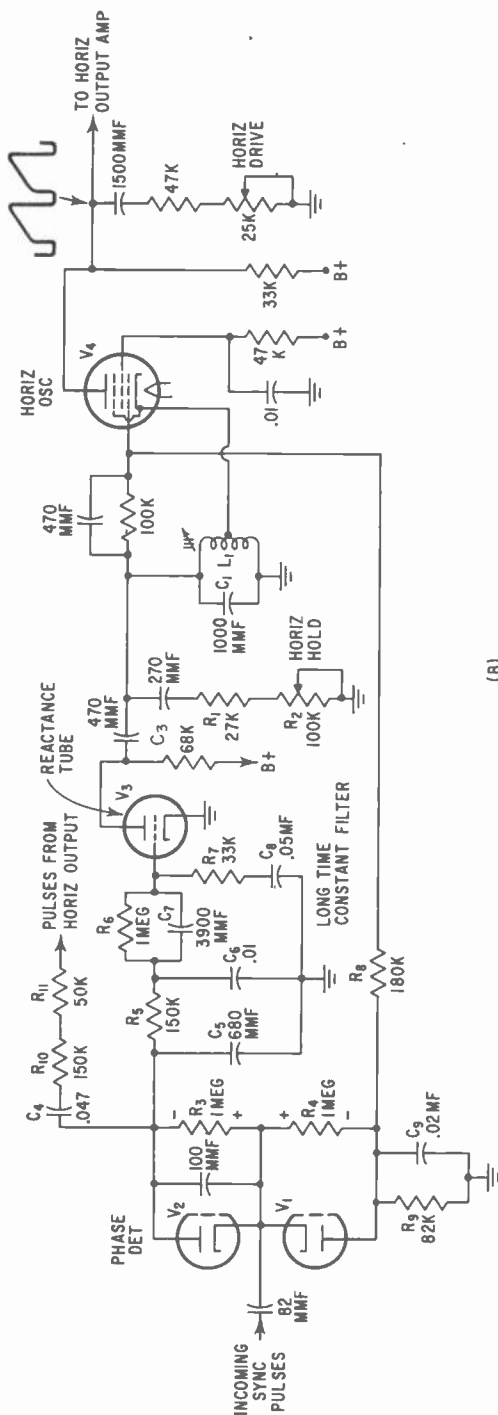 INCOMING
SYNC
PULSES
82
MMF
PHASE
DET
V2
V1
100
MMF
R3
1MEG
R4
1MEG
-
+
+
-
R9
82K
C9
.02MF
C4
.047
R10
150K
R11
50K
PULSES FROM
HORIZ OUTPUT
R5
150K
C5
680
MMF
C6
.01
R6
1MEG
C7
3900
MMF
R7
33K
C8
.05MF
LONG TIME
CONSTANT FILTER
R8
180K
REACTANCE
TUBE
V3
68K
B+
470
MMF
C3
270
MMF
R1
27K
R2
100K
HORIZ
HOLD
1000
MMF
C1
L1
470
MMF
100K
HORIZ
OSC
V4
.01
47
K
B+
33K
B+
1500MMF
47K
25K
HORIZ
DRIVE
TO HORIZ
OUTPUT AMP
(B)